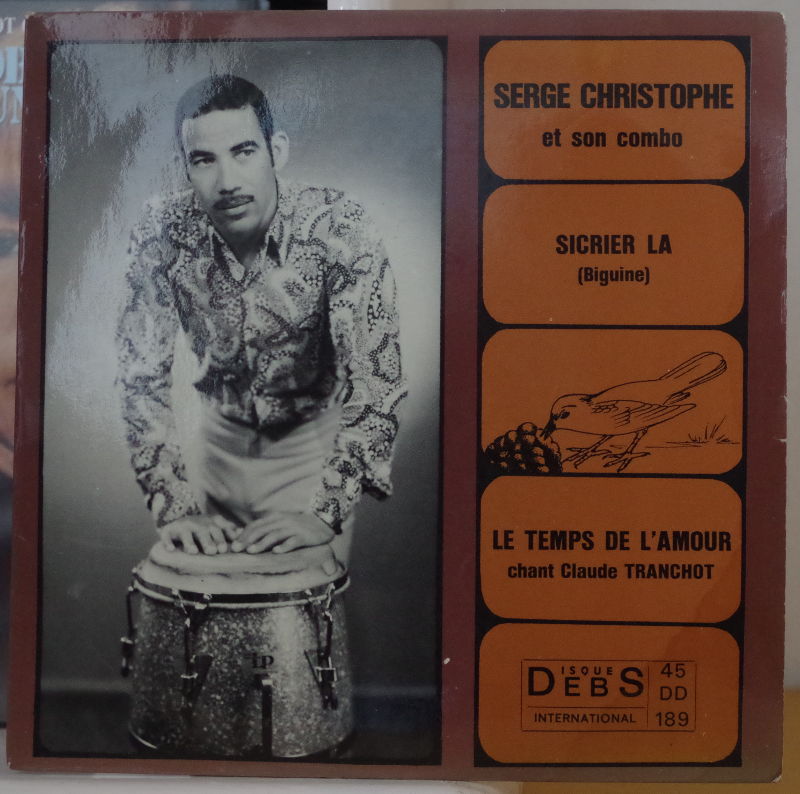 SERGE CHRISTOPHE
et son combo
SICRIER LA
(Biguine)
LE TEMPS DE L'AMOUR
chant Claude TRANCHOT
DISQUE DEBS
INTERNATIONAL
45
DD
189
LP